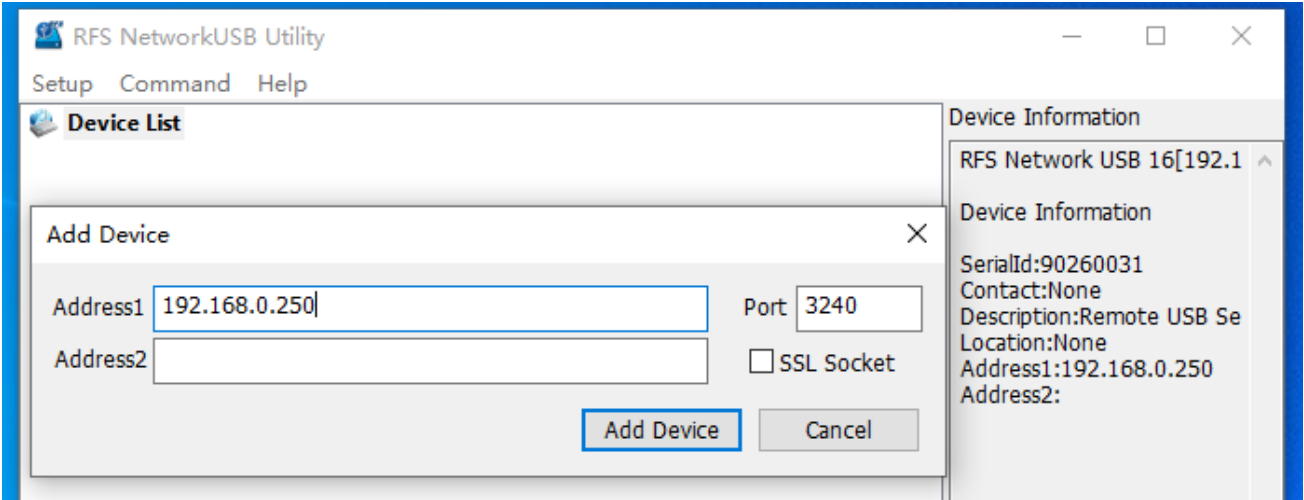 RFS NetworkUSB Utility
Setup Command Help
Device List
Add Device
Address1 192.168.0.250 Port 3240
Address2 SSL Socket
Add Device Cancel
Device Information
RFS Network USB 16[192.1
Device Information
SerialId:90260031
Contact:None
Description:Remote USB Se
Location:None
Address1:192.168.0.250
Address2: